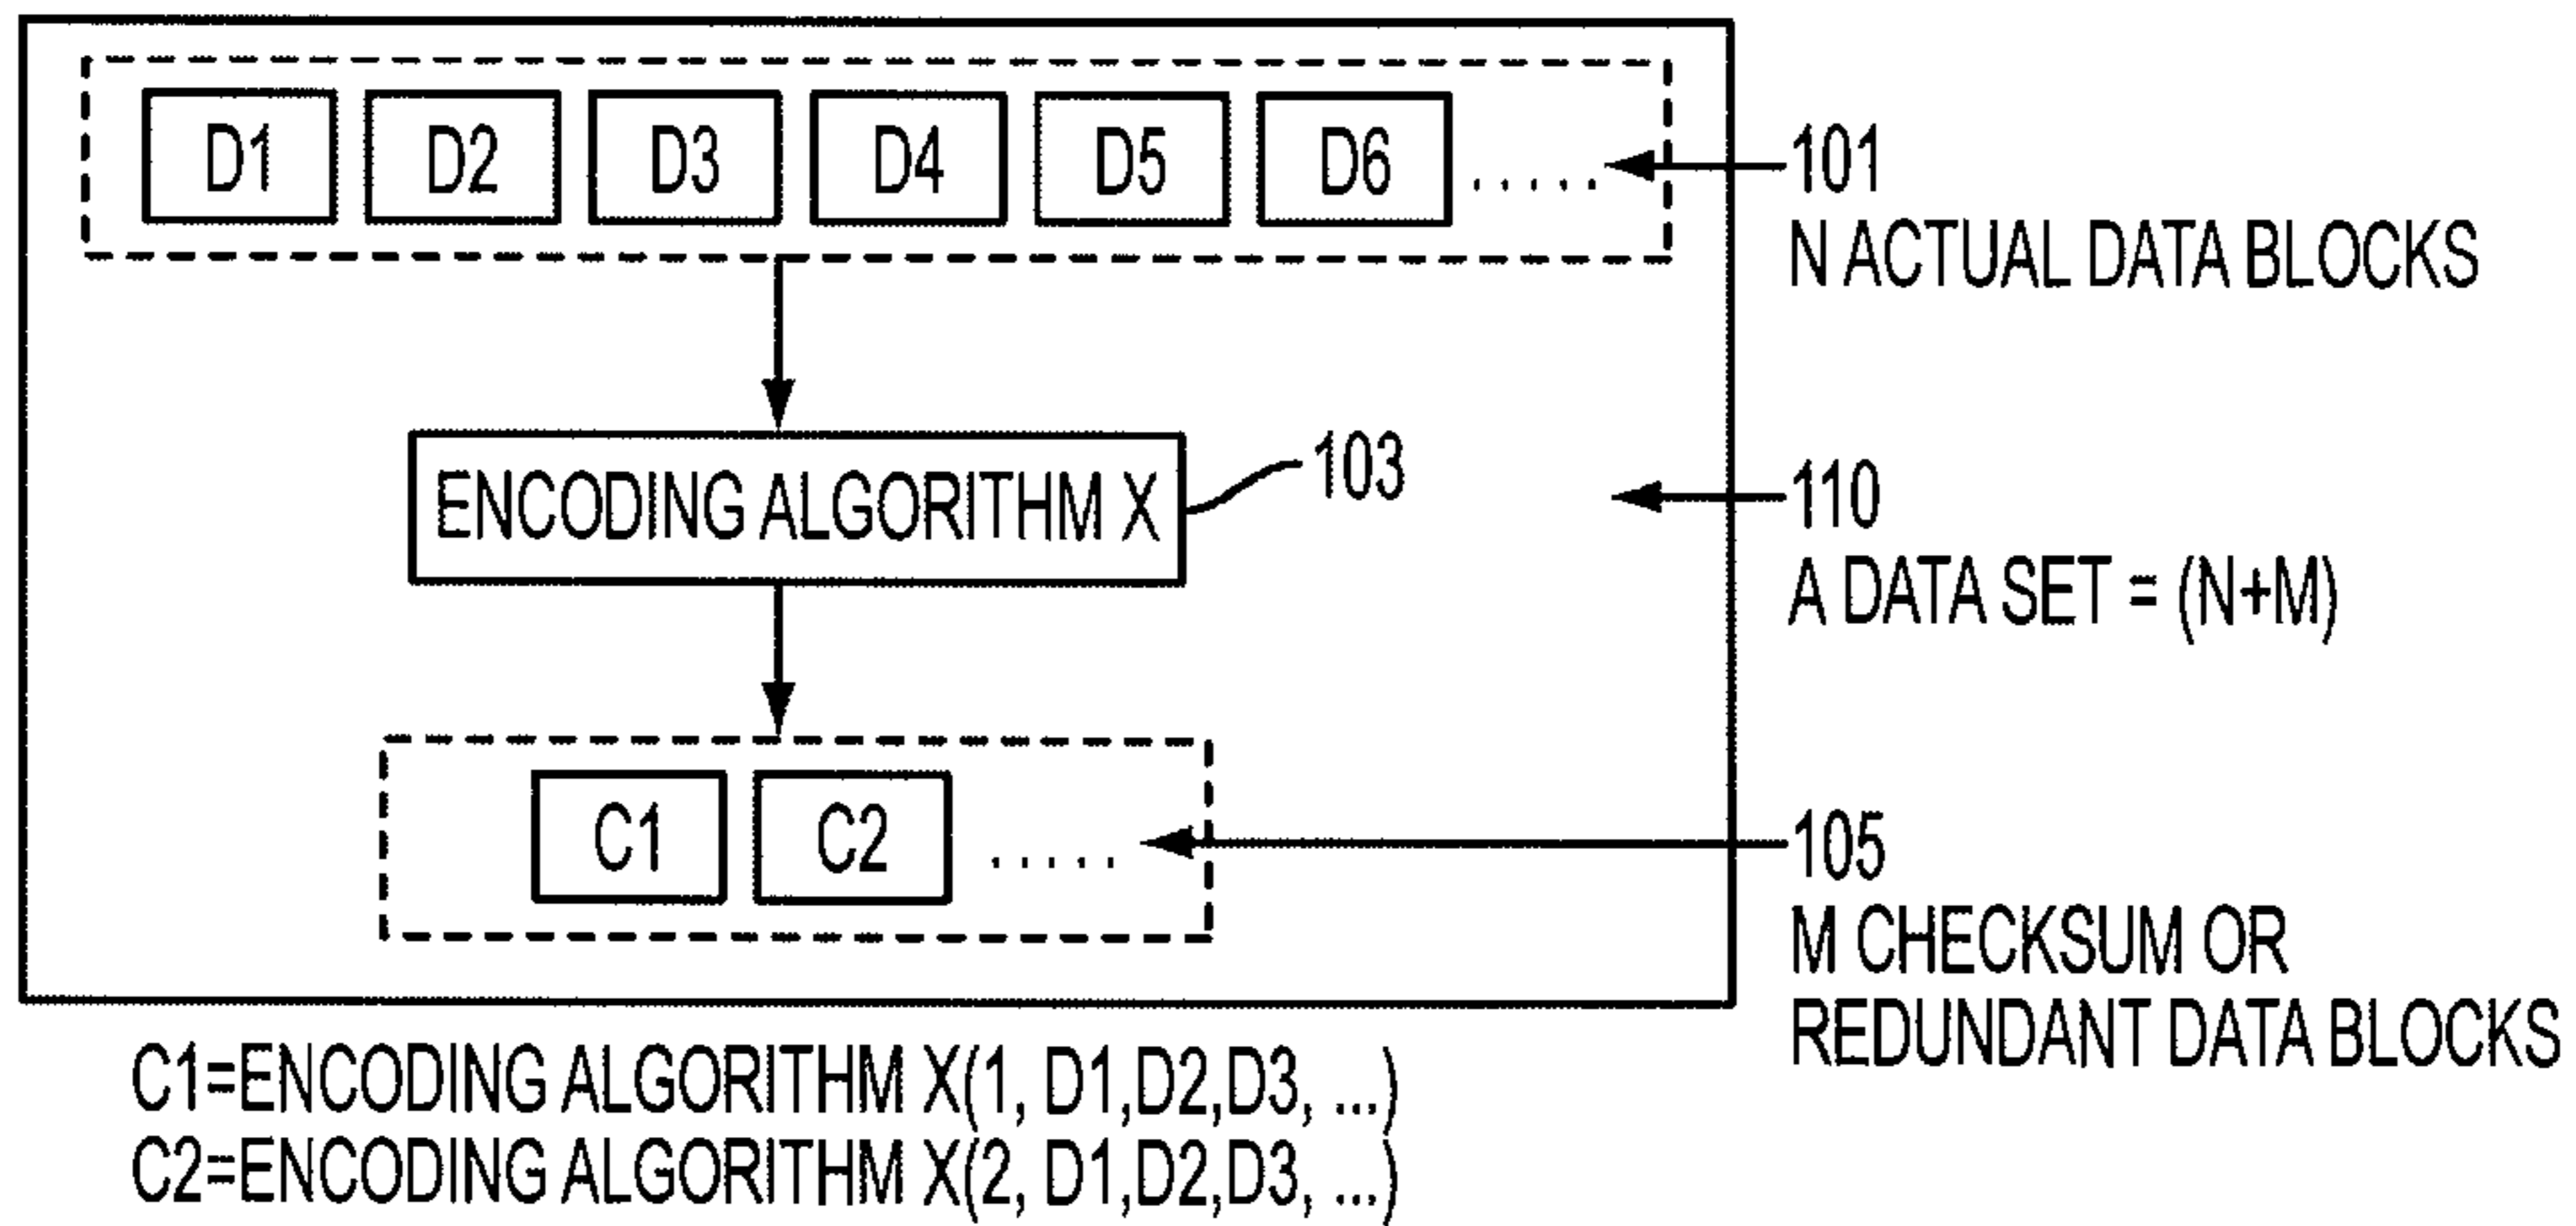 D1 D2 D3 D4 D5 D6 .....
101
N ACTUAL DATA BLOCKS
ENCODING ALGORITHM X
103
110
A DATA SET = (N+M)
C1 C2 .....
105
M CHECKSUM OR
REDUNDANT DATA BLOCKS
C1=ENCODING ALGORITHM X(1, D1,D2,D3, ...)
C2=ENCODING ALGORITHM X(2, D1,D2,D3, ...)